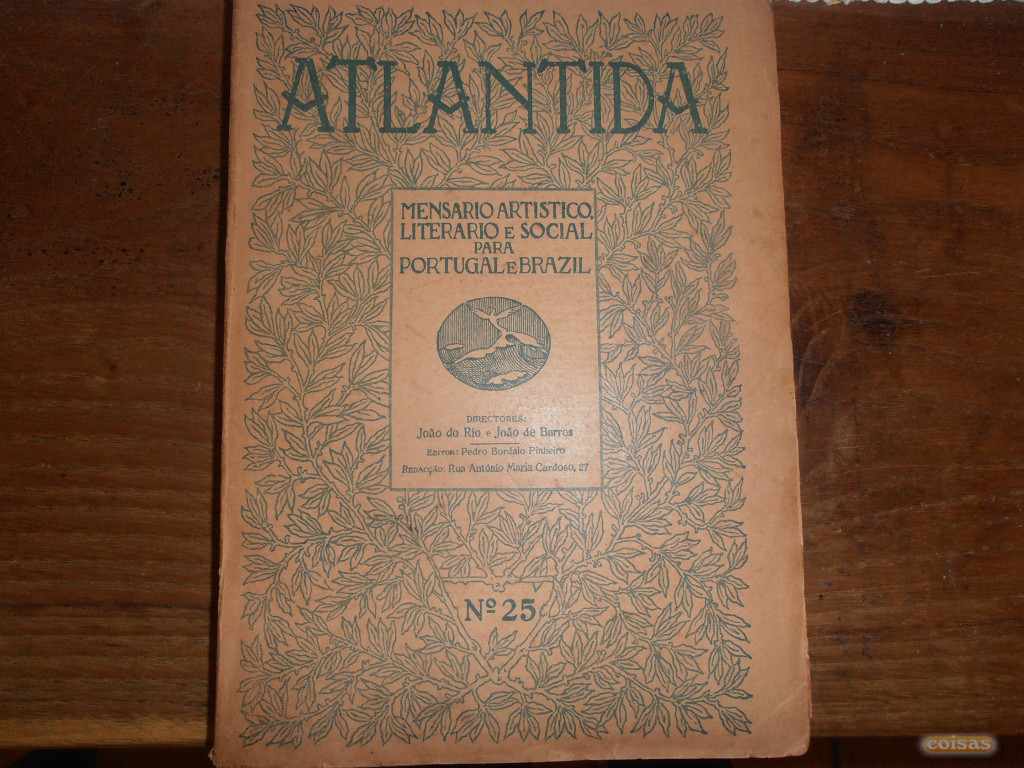 ATLANTIDA
MENSARIO ARTISTICO,
LITERARIO E SOCIAL
PARA
PORTUGAL E BRAZIL
DIRECTORES:
João do Rio e João de Barros
EDITOR: Pedro Bordalo Pinheiro
REDACÇÃO: Rua António Maria Cardoso, 27
Nº 25
coisas